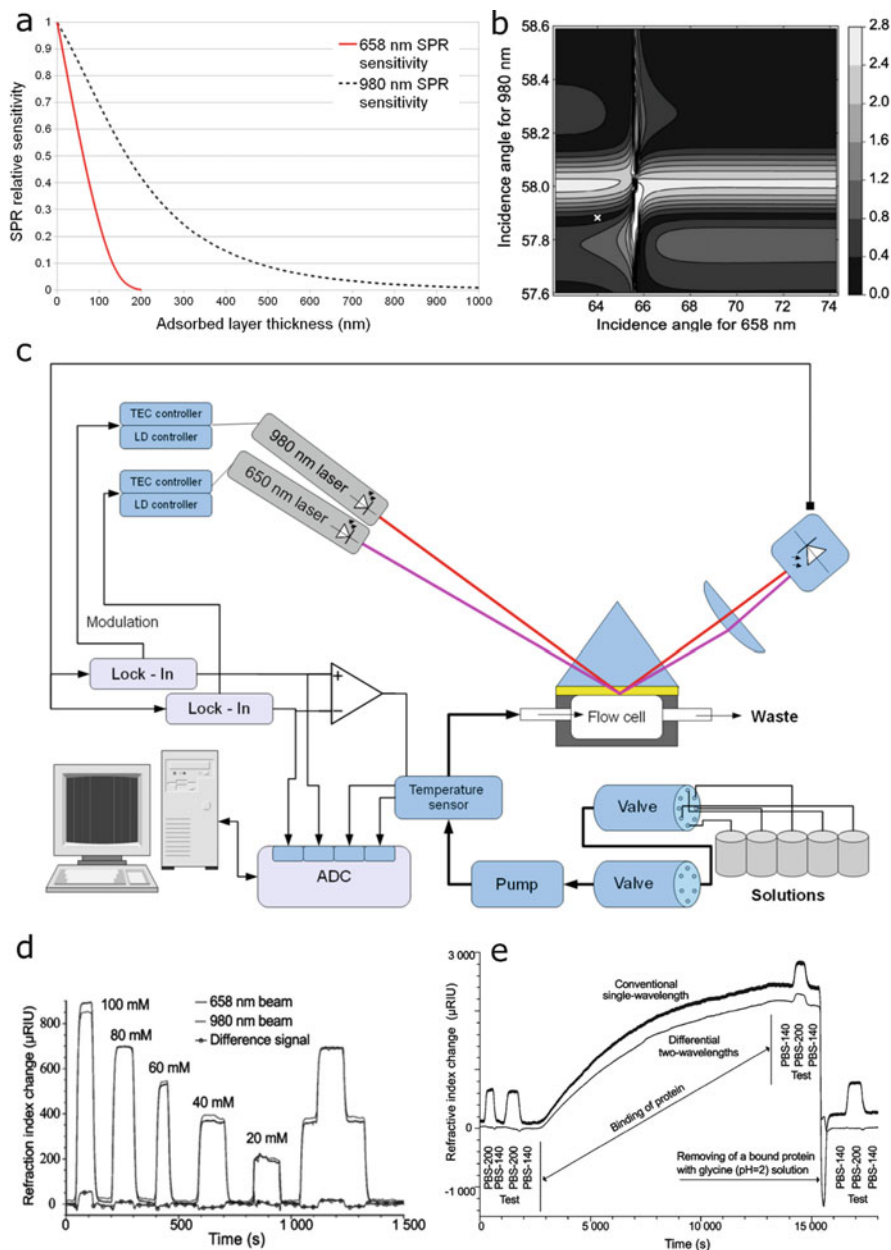 a
1
0.9
0.8
0.7
0.6
0.5
0.4
0.3
0.2
0.1
0
SPR relative sensitivity
658 nm SPR
sensitivity
980 nm SPR
sensitivity
0 100 200 300 400 500 600 700 800 900 1000
Adsorbed layer thickness (nm)
b
58.6
58.4
58.2
58.0
57.8
57.6
Incidence angle for 980 nm
64 66 68 70 72 74
Incidence angle for 658 nm
2.8
2.4
2.0
1.6
1.2
0.8
0.4
0.0
c
TEC controller
LD controller
TEC controller
LD controller
980 nm laser
650 nm laser
Modulation
Lock - In
Lock - In
+
–
Flow cell
Waste
Temperature
sensor
ADC
Pump
Valve
Valve
Solutions
d
800
600
400
200
0
Refraction index change (µRIU)
100 mM
80 mM
60 mM
40 mM
20 mM
658 nm beam
980 nm beam
Difference signal
0 500 1 000 1 500
Time (s)
e
3 000
0
-1 000
Refractive index change (µRIU)
Conventional
single-wavelength
Differential
two-wavelengths
Binding of protein
PBS-140
PBS-200
PBS-140
Test
PBS-200
PBS-140
PBS-200
PBS-140
Test
Removing of a bound protein
with glycine (pH=2) solution
PBS-140
PBS-200
PBS-140
Test
0 5 000 10 000 15 000
Time (s)